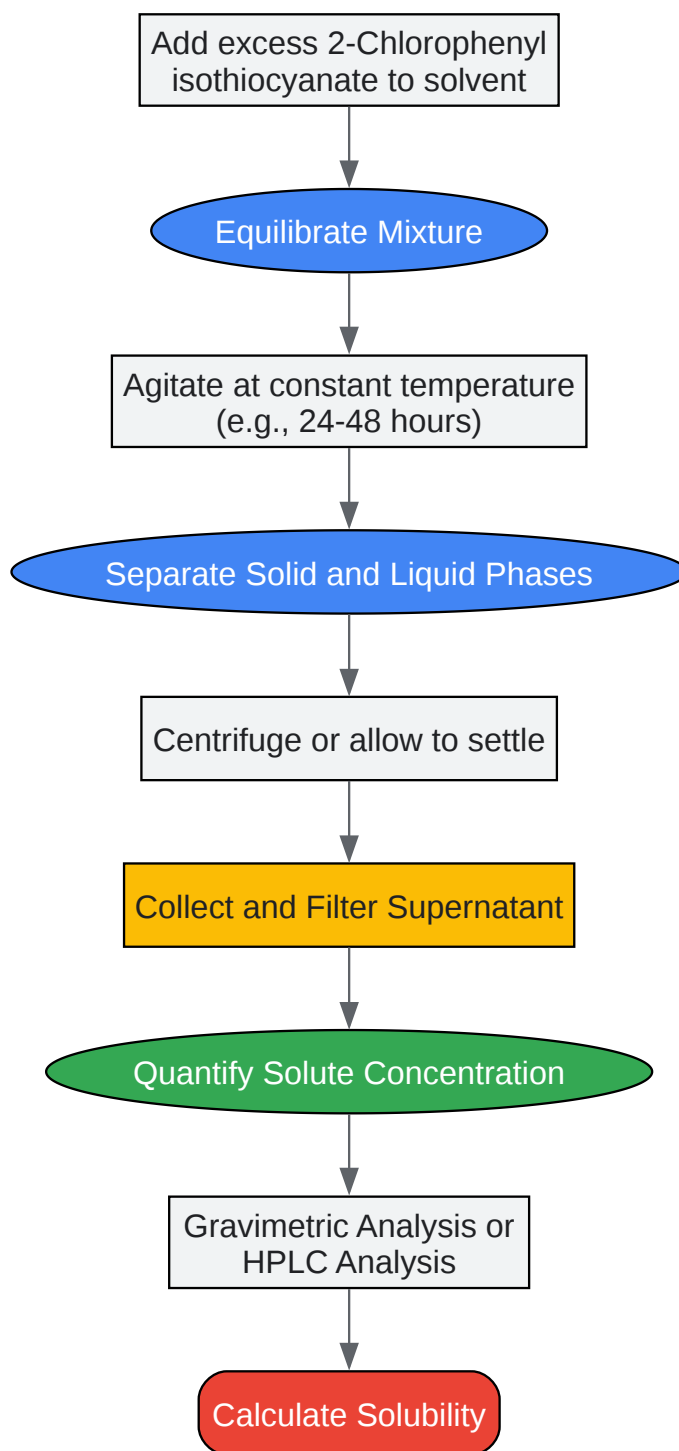 Add excess 2-Chlorophenyl
isothiocyanate to solvent
Equilibrate Mixture
Agitate at constant temperature
(e.g., 24-48 hours)
Separate Solid and Liquid Phases
Centrifuge or allow to settle
Collect and Filter Supernatant
Quantify Solute Concentration
Gravimetric Analysis or
HPLC Analysis
Calculate Solubility